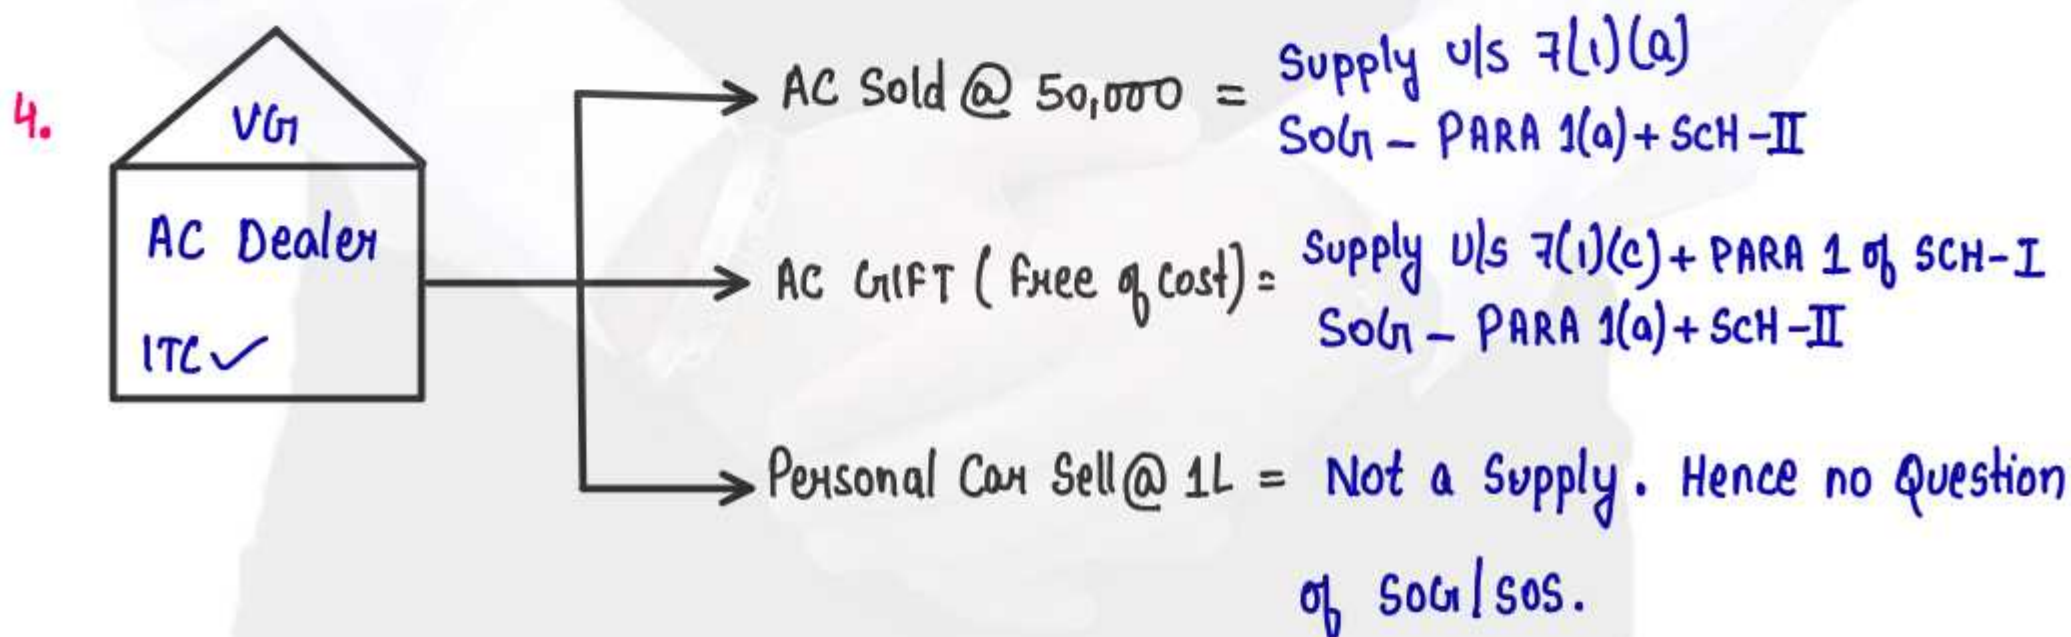 4.
VG
AC Dealer
ITC ✓
AC Sold @ 50,000 = Supply u/s 7(1)(a)
SOG – PARA 1(a) + SCH-II
AC GIFT (free of cost) = Supply U/s 7(1)(c) + PARA 1 of SCH-I
SOG – PARA 1(a) + SCH-II
Personal Car Sell @ 1L = Not a Supply. Hence no Question
of SOG/SOS.